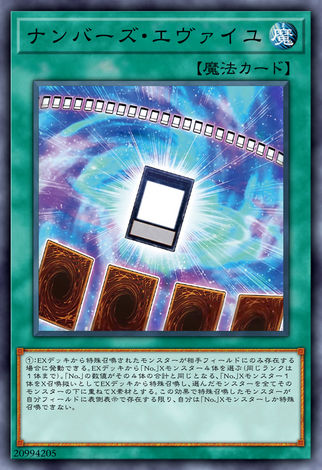 ナンバーズ・エヴァイユ
魔
【魔法カード】
①:EXデッキから特殊召喚されたモンスターが相手フィールドにのみ存在する
場合に発動できる。EXデッキから「No.」Xモンスター４体を選ぶ(同じランクは
１体まで)。「No.」の数値がその４体の合計と同じとなる、「No.」Xモンスター１
体をX召喚扱いとしてEXデッキから特殊召喚し、選んだモンスターを全てその
モンスターの下に重ねてX素材とする。この効果で特殊召喚したモンスターが
自分フィールドに表側表示で存在する限り、自分は「No.」Xモンスターしか特殊
召喚できない。
20994205